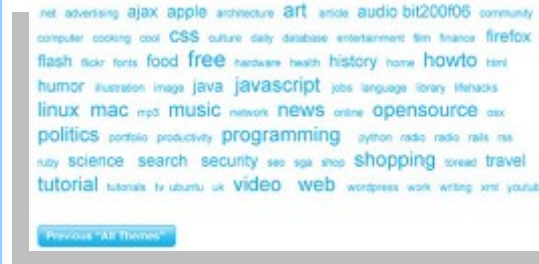 .net advertising ajax apple architecture art article audio bit200f06 community
computer cooking cool css culture daily database entertainment film finance firefox
flash flickr fonts food free hardware health history home howto html
humor illustration image java javascript jobs language library lifehacks
linux mac mp3 music network news online opensource osx
politics portfolio productivity programming python radio radio rails rss
ruby science search security seo sga shop shopping toread travel
tutorial tutorials tv ubuntu uk video web wordpress work writing xml youtub
Previous "All Themes"